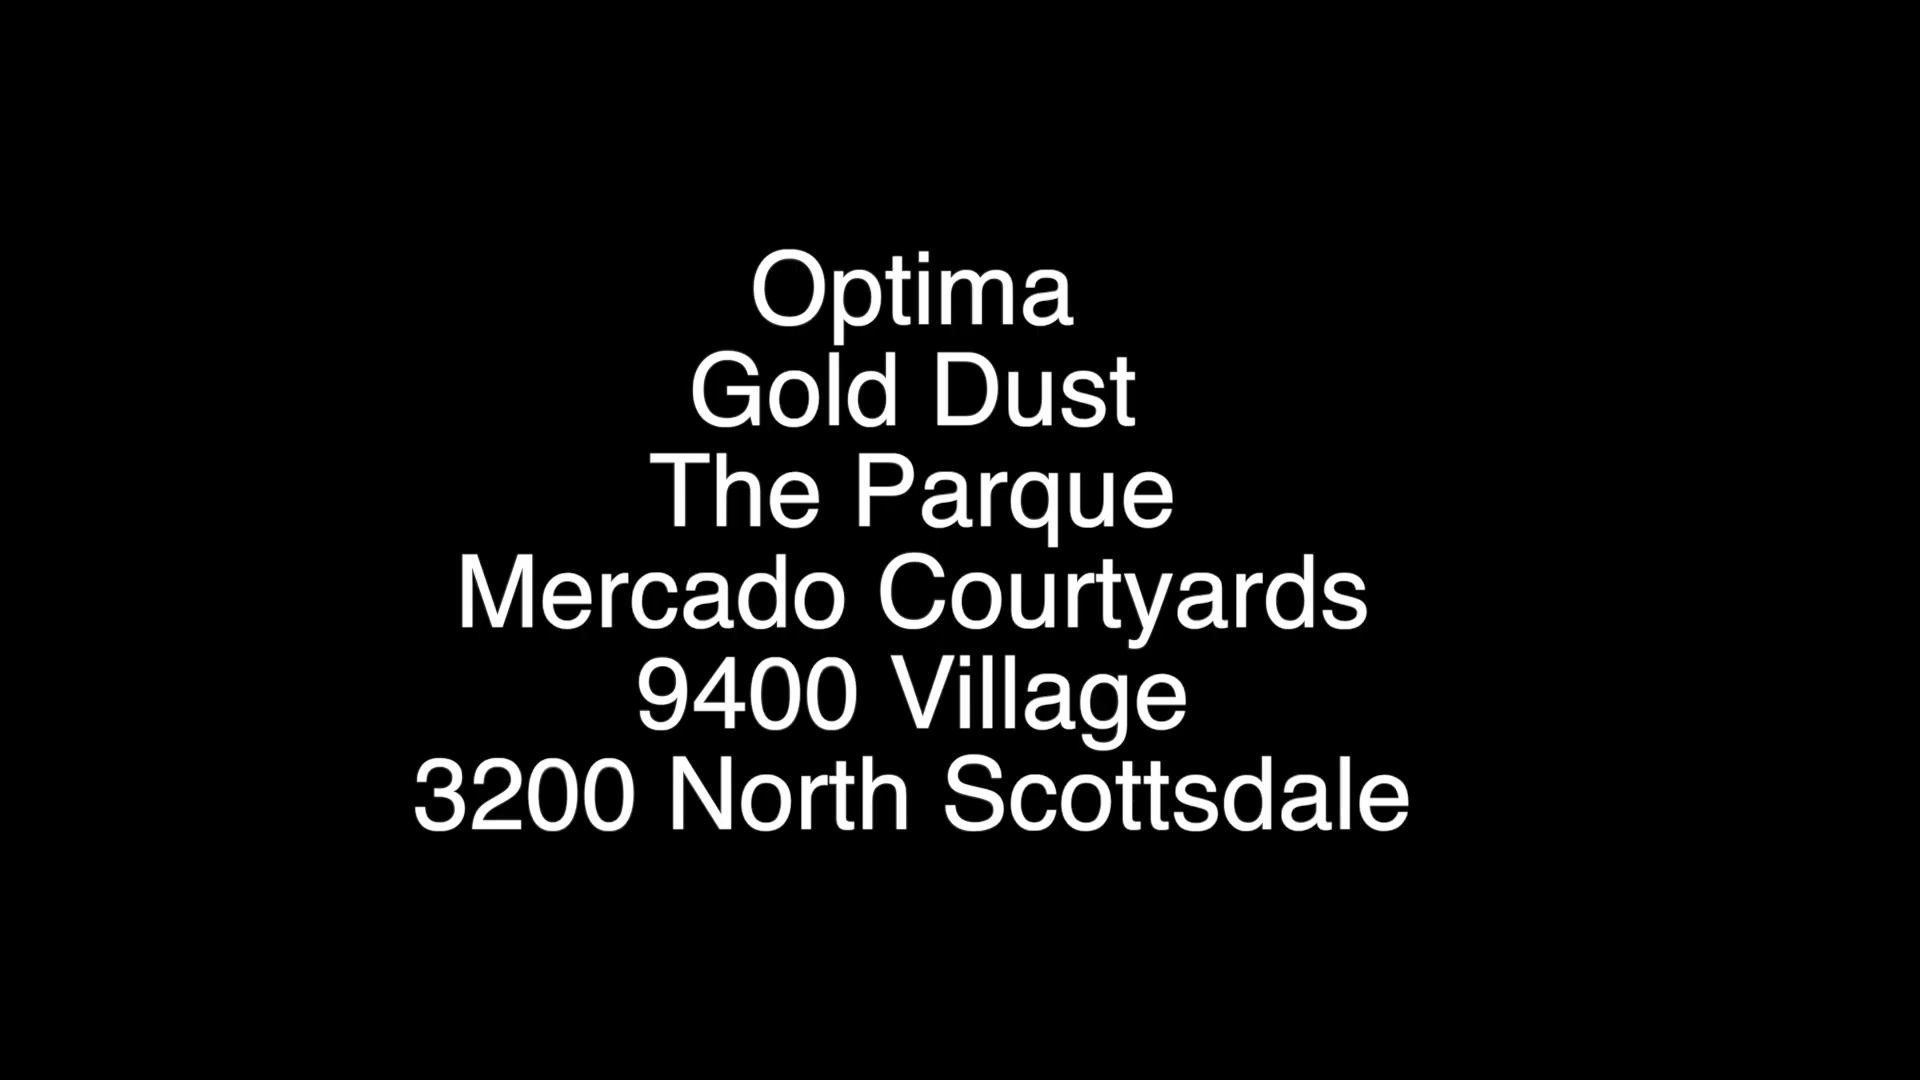 Optima
Gold Dust
The Parque
Mercado Courtyards
9400 Village
3200 North Scottsdale